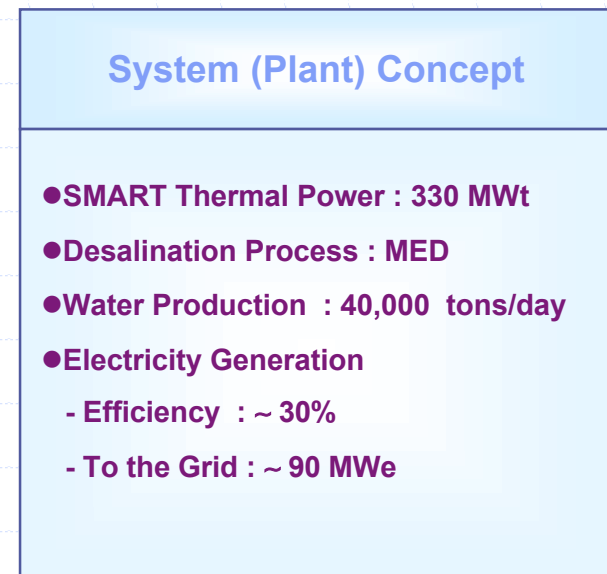 System (Plant) Concept
●SMART Thermal Power : 330 MWt
●Desalination Process : MED
●Water Production : 40,000 tons/day
●Electricity Generation
- Efficiency : ~ 30%
- To the Grid : ~ 90 MWe